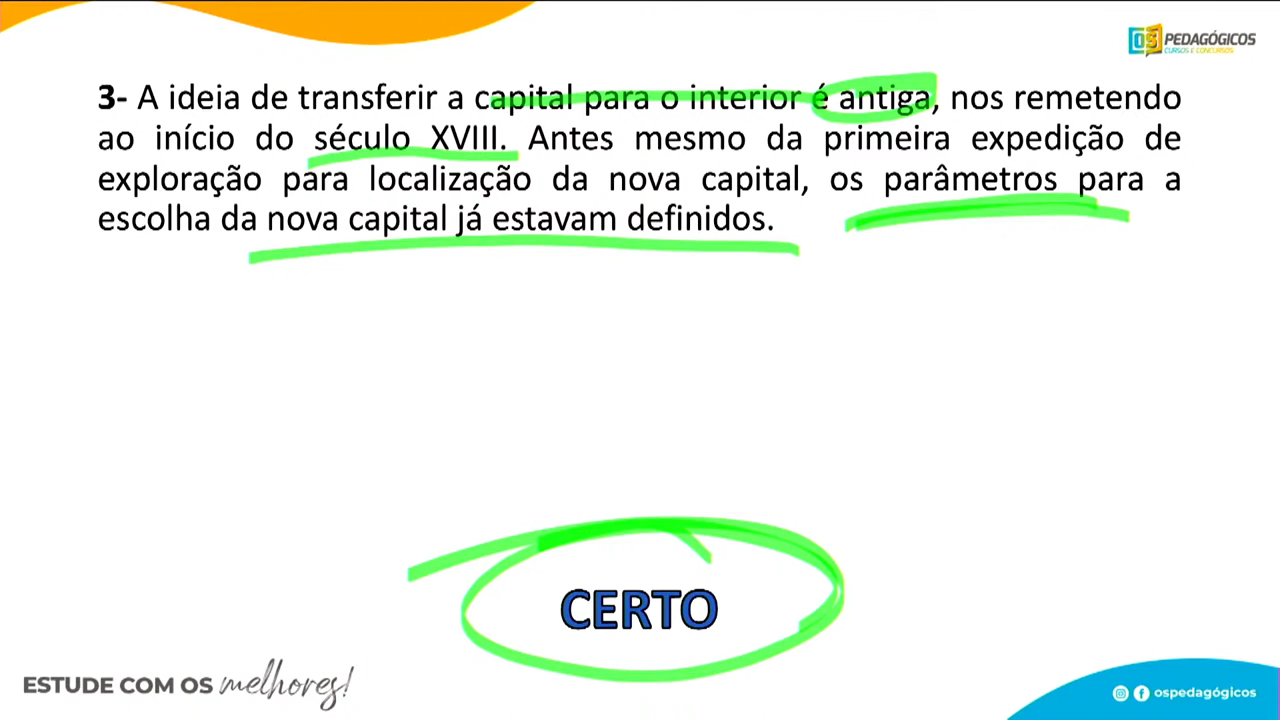 OS PEDAGÓGICOS
CURSOS E CONCURSOS
3- A ideia de transferir a capital para o interior é antiga, nos remetendo
ao início do século XVIII. Antes mesmo da primeira expedição de
exploração para localização da nova capital, os parâmetros para a
escolha da nova capital já estavam definidos.
CERTO
ESTUDE COM OS melhores!
ospedagógicos